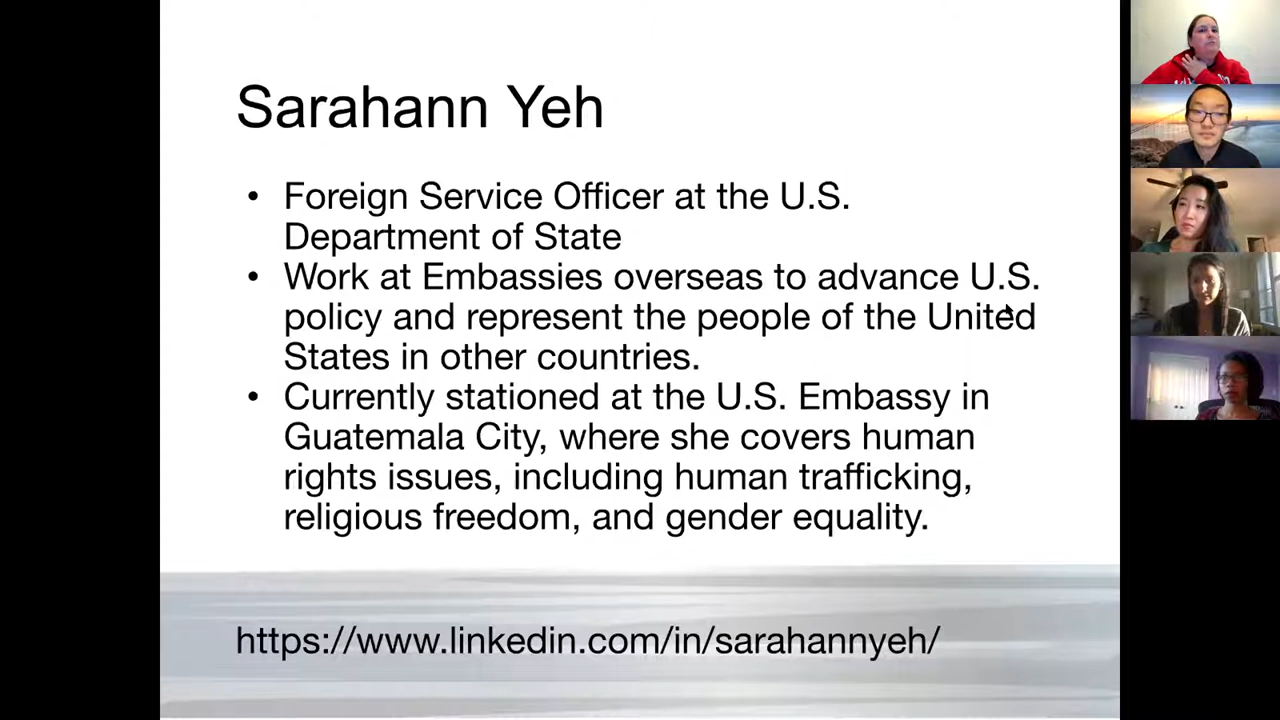 Sarahann Yeh
• Foreign Service Officer at the U.S.
Department of State
• Work at Embassies overseas to advance U.S.
policy and represent the people of the United
States in other countries.
• Currently stationed at the U.S. Embassy in
Guatemala City, where she covers human
rights issues, including human trafficking,
religious freedom, and gender equality.
https://www.linkedin.com/in/sarahannyeh/